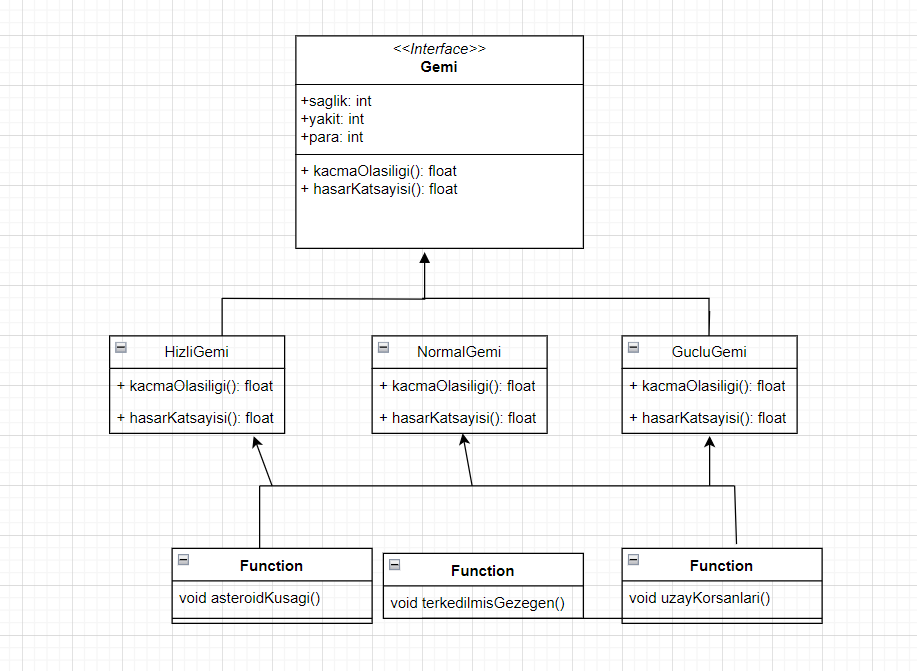 <<Interface>>
Gemi
+saglik: int
+yakit: int
+para: int
+ kacmaOlasiligi(): float
+ hasarKatsayisi(): float
HizliGemi
+ kacmaOlasiligi(): float
+ hasarKatsayisi(): float
NormalGemi
+ kacmaOlasiligi(): float
+ hasarKatsayisi(): float
GucluGemi
+ kacmaOlasiligi(): float
+ hasarKatsayisi(): float
Function
void asteroidKusagi()
Function
void terkedilmisGezegen()
Function
void uzayKorsanlari()